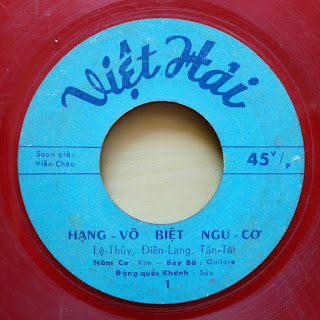 Việt Hải
Soạn giả:
Viễn Châu
45 V/P
HẠNG - VÕ BIỆT NGU - CƠ
Lệ-Thủy, Điền-Lang, Tấn-Tài
Năm Cơ: Kìm – Bảy Bá: Guitare
Đặng quốc Khánh: Sáo
1